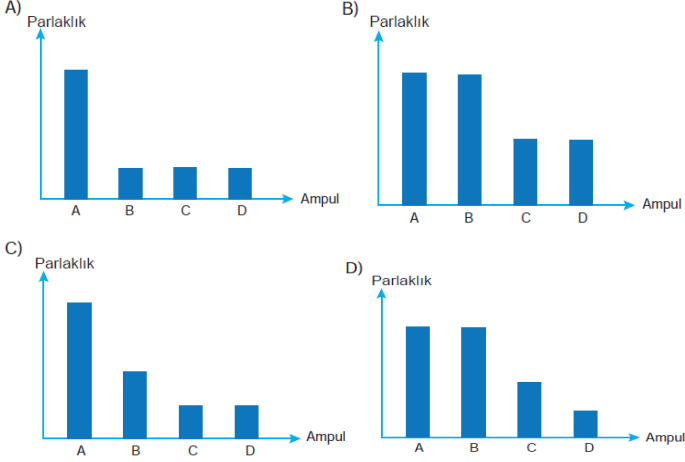 A)
Parlaklık
A B C D
Ampul
B)
Parlaklık
A B C D
Ampul
C)
Parlaklık
A B C D
Ampul
D)
Parlaklık
A B C D
Ampul